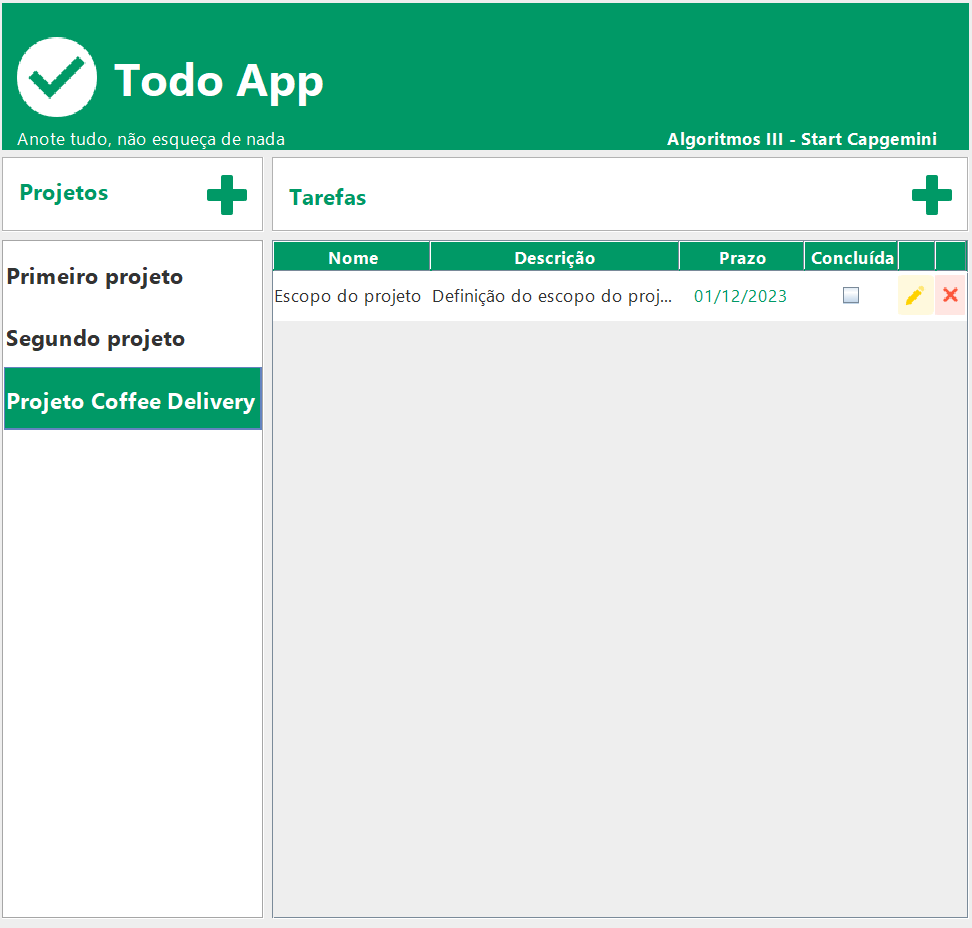 Todo App
Anote tudo, não esqueça de nada
Algoritmos III - Start Capgemini
Projetos
Tarefas
Primeiro projeto
Segundo projeto
Projeto Coffee Delivery
Nome Descrição Prazo Concluída
Escopo do projeto Definição do escopo do proj... 01/12/2023